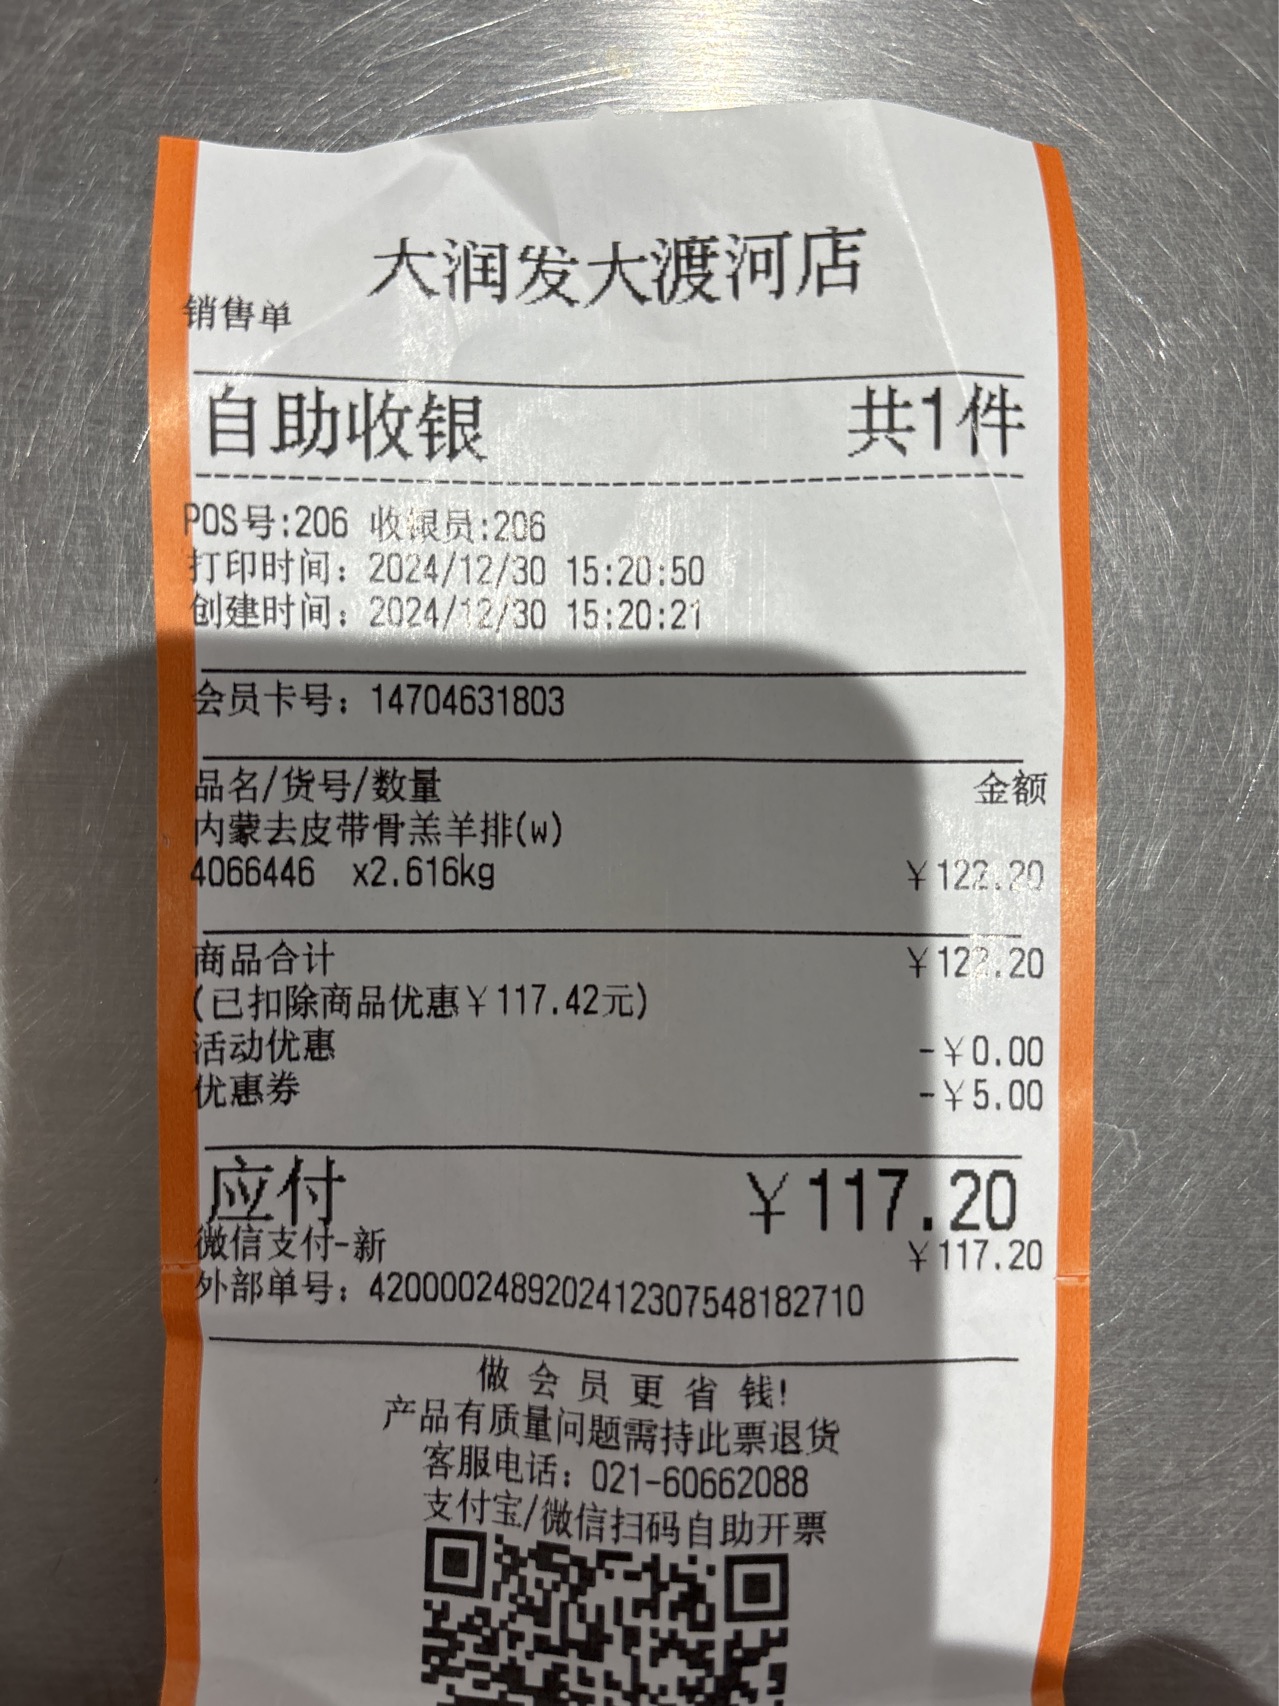 大润发大渡河店
销售单
自助收银 共1件
POS号:206 收银员:206
打印时间：2024/12/30 15:20:50
创建时间：2024/12/30 15:20:21
会员卡号：14704631803
品名/货号/数量 金额
内蒙去皮带骨羔羊排(w)
4066446 x2.616kg ￥122.20
商品合计 ￥122.20
(已扣除商品优惠￥117.42元)
活动优惠 -￥0.00
优惠券 -￥5.00
应付 ￥117.20
微信支付-新 ￥117.20
外部单号：4200002489202412307548182710
做会员更省钱!
产品有质量问题需持此票退货
客服电话：021-60662088
支付宝/微信扫码自助开票